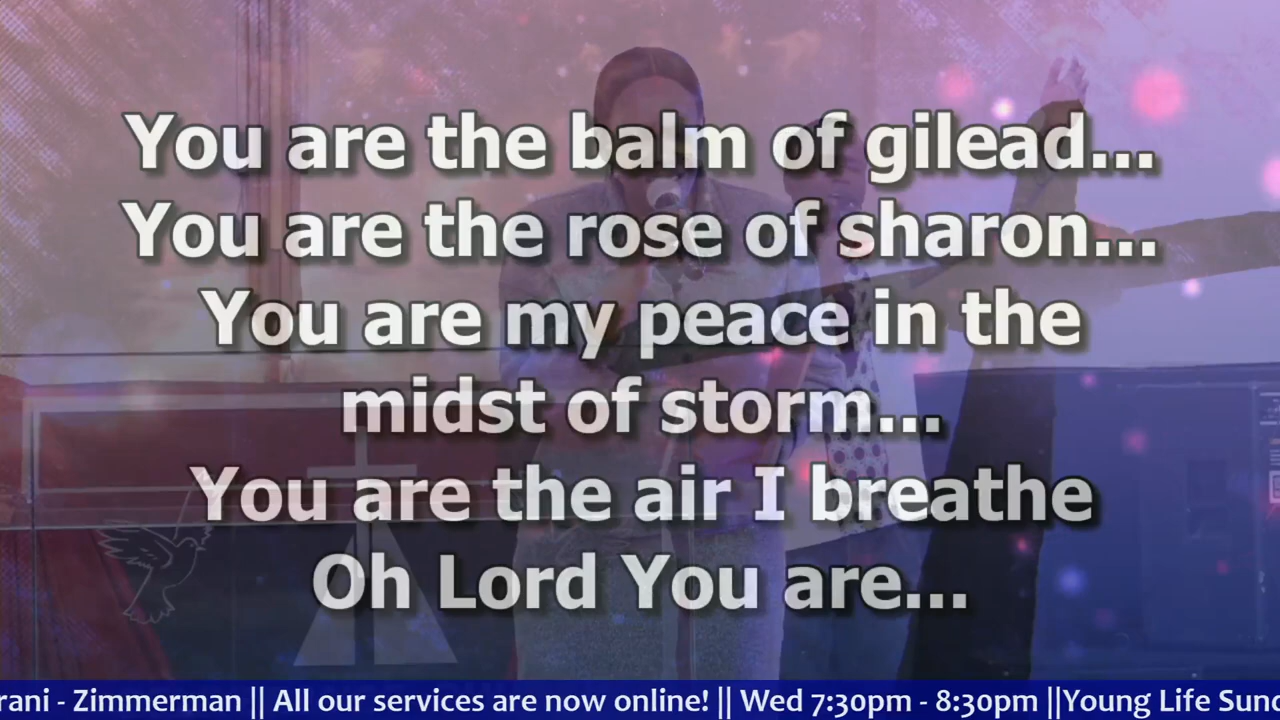 You are the balm of gilead...
You are the rose of sharon...
You are my peace in the
midst of storm...
You are the air I breathe
Oh Lord You are...
- Zimmerman || All our services are now online! || Wed 7:30pm - 8:30pm ||Young Life